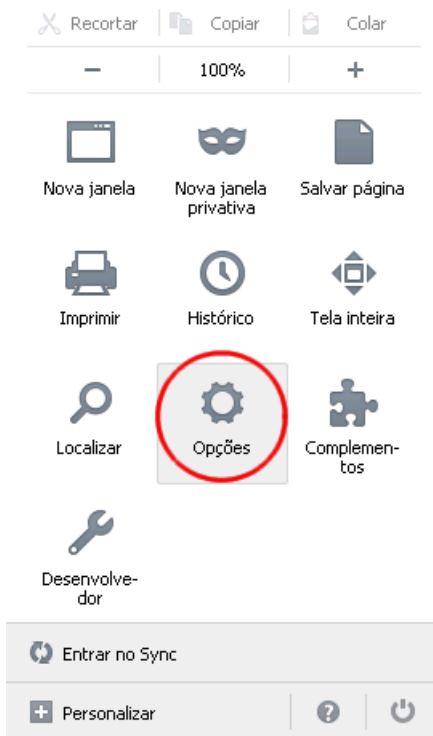 Recortar Copiar Colar
− 100% +
Nova janela Nova janela privativa Salvar página
Imprimir Histórico Tela inteira
Localizar Opções Complemen-
tos
Desenvolve-
dor
Entrar no Sync
Personalizar ?